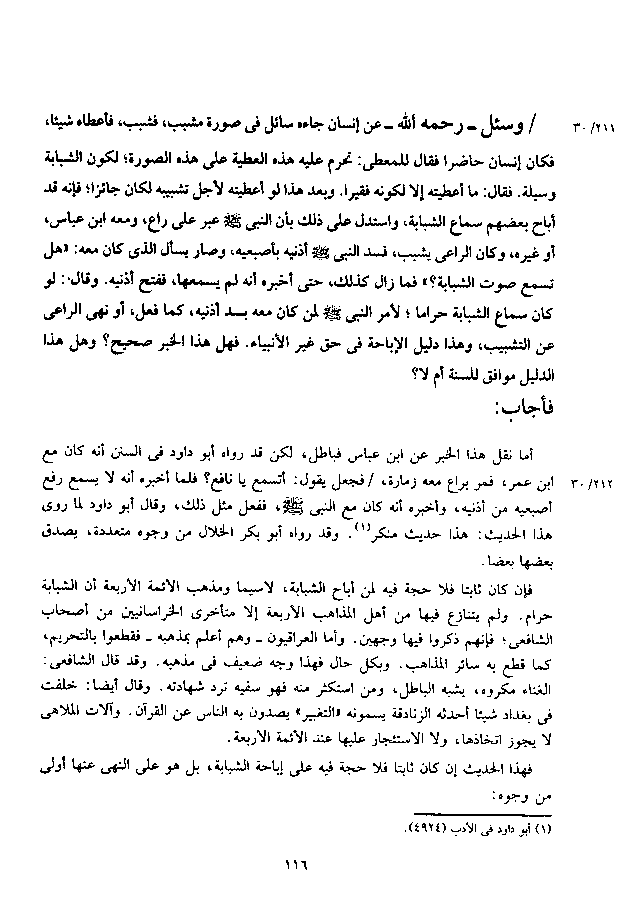 / وسئل ـ رحمه الله ـ عن إنسان جاءه سائل فى صورة مشبب، فشبب، فأعطاه شيئا، ٣٠/٢١١
فكان إنسان حاضرا فقال للمعطى: تحرم عليه هذه العطية على هذه الصورة؛ لكون الشبابة
وسيلة. فقال: ما أعطيته إلا لكونه فقيرا. وبعد هذا لو أعطيته لأجل تشبيبه لكان جائزا؛ فإنه قد
أباح بعضهم سماع الشبابة، واستدل على ذلك بأن النبى ﷺ عبر على راع، ومعه ابن عباس،
أو غيره، وكان الراعى يشبب، فسد النبى ﷺ أذنيه بأصبعيه، وصار يسأل الذى كان معه: «هل
تسمع صوت الشبابة؟» فما زال كذلك، حتى أخبره أنه لم يسمعها، ففتح أذنيه. وقال: لو
كان سماع الشبابة حراما ؛ لأمر النبى ﷺ لمن كان معه بسد أذنيه، كما فعل، أو نهى الراعى
عن التشبيب، وهذا دليل الإباحة فى حق غير الأنبياء. فهل هذا الخبر صحيح؟ وهل هذا
الدليل موافق للسنة أم لا؟
فأجاب:
أما نقل هذا الخبر عن ابن عباس فباطل، لكن قد رواه أبو داود فى السنن أنه كان مع
ابن عمر، فمر براع معه زمارة، / فجعل يقول: أتسمع يا نافع؟ فلما أخبره أنه لا يسمع رفع ٣٠/٢١٢
أصبعيه من أذنيه، وأخبره أنه كان مع النبى ﷺ، ففعل مثل ذلك، وقال أبو داود لما روى
هذا الحديث: هذا حديث منكر(١). وقد رواه أبو بكر الخلال من وجوه متعددة، يصدق
بعضها بعضا.
فإن كان ثابتا فلا حجة فيه لمن أباح الشبابة، لاسيما ومذهب الأئمة الأربعة أن الشبابة
حرام. ولم يتنازع فيها من أهل المذاهب الأربعة إلا متأخرى الخراسانيين من أصحاب
الشافعى؛ فإنهم ذكروا فيها وجهين. وأما العراقيون ـ وهم أعلم بمذهبه ـ فقطعوا بالتحريم،
كما قطع به سائر المذاهب. وبكل حال فهذا وجه ضعيف فى مذهبه. وقد قال الشافعى:
الغناء مكروه، يشبه الباطل، ومن استكثر منه فهو سفيه ترد شهادته. وقال أيضا: خلفت
فى بغداد شيئا أحدثه الزنادقة يسمونه «التغبير» يصدون به الناس عن القرآن. وآلات الملاهى
لا يجوز اتخاذها، ولا الاستئجار عليها عند الأئمة الأربعة.
فهذا الحديث إن كان ثابتا فلا حجة فيه على إباحة الشبابة، بل هو على النهى عنها أولى
من وجوه:
(١) أبو داود فى الأدب (٤٩٢٤).
١١٦